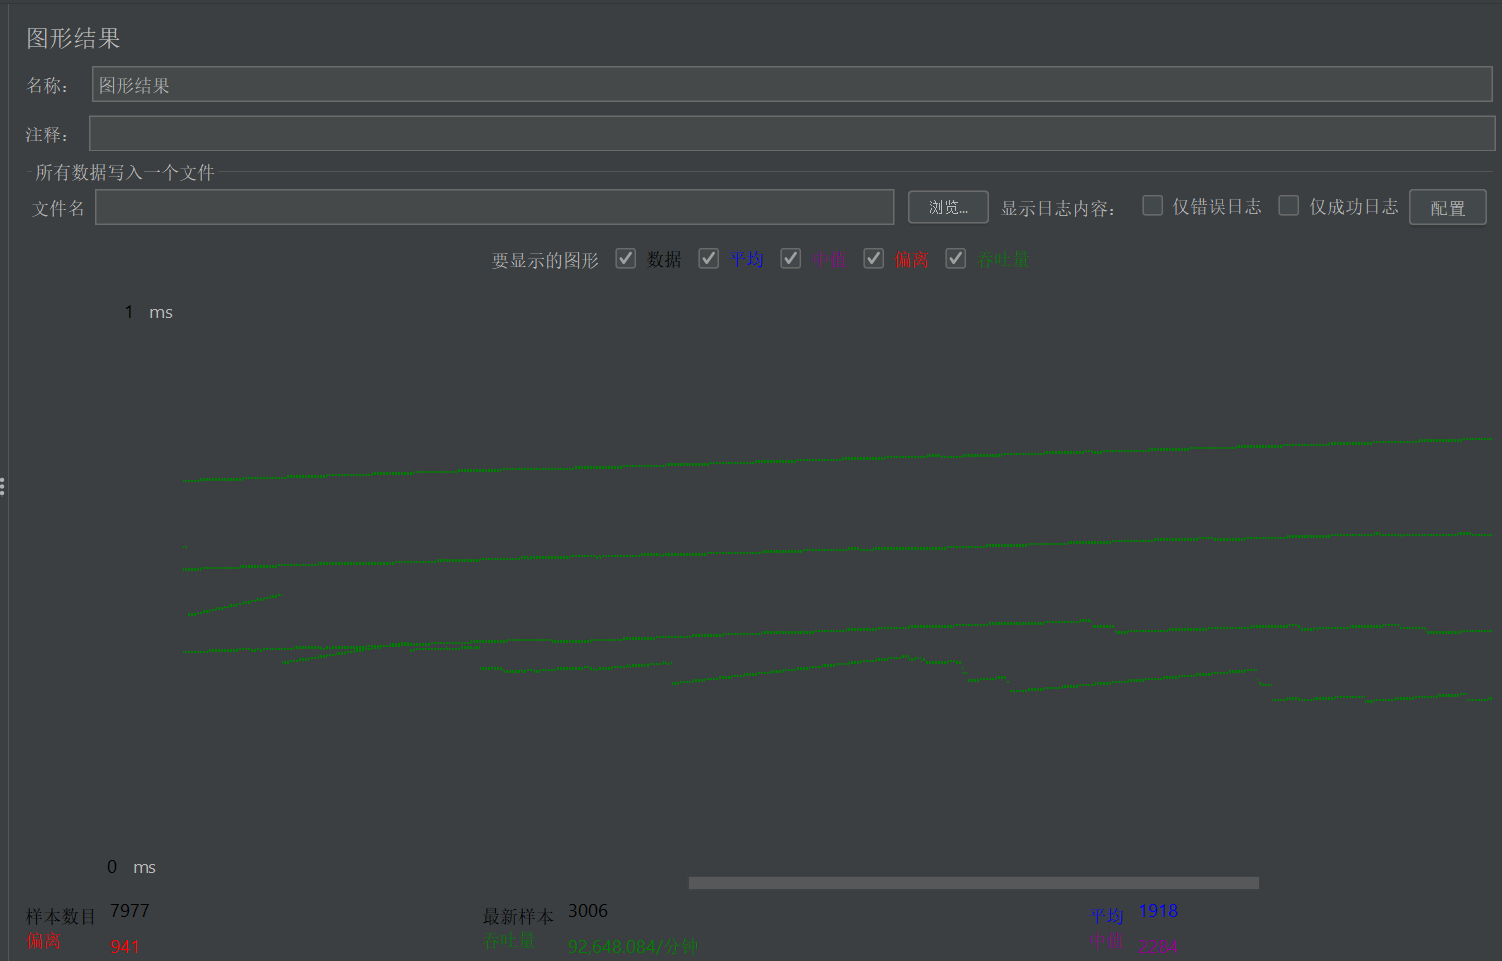 图形结果
名称： 图形结果
注释：
所有数据写入一个文件
文件名 浏览... 显示日志内容： 仅错误日志 仅成功日志 配置
要显示的图形 数据 平均 中值 偏离 吞吐量
1 ms
0 ms
样本数目 7977 最新样本 3006 平均 1918
偏离 941 吞吐量 92,648.084/分钟 中值 2284